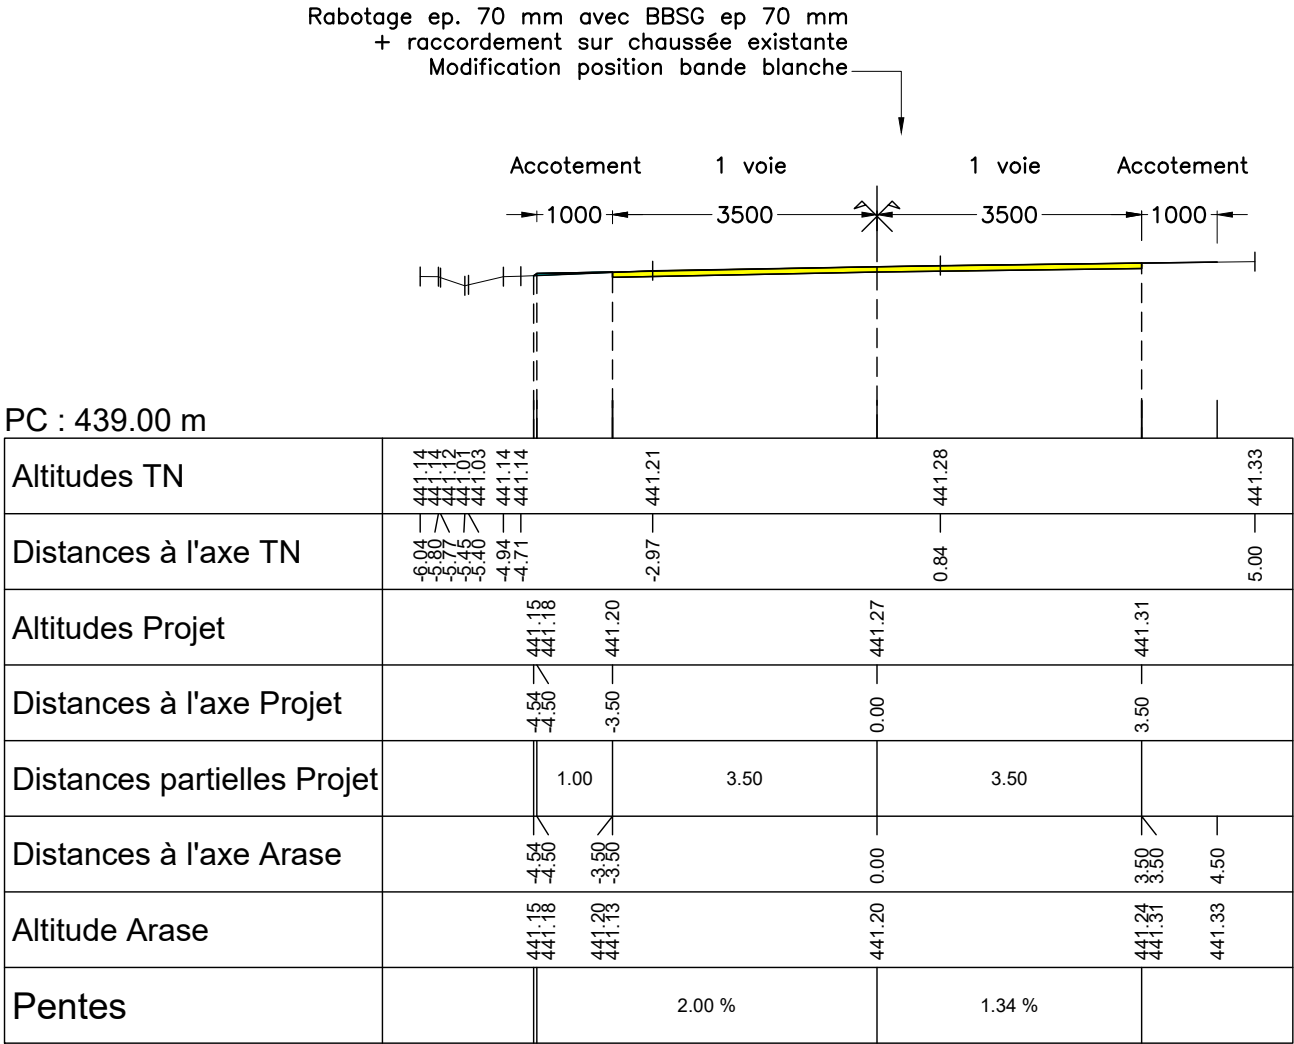 Rabotage ep. 70 mm avec BBSG ep 70 mm
+ raccordement sur chaussée existante
Modification position bande blanche
Accotement 1 voie 1 voie Accotement
1000 3500 3500 1000
PC : 439.00 m
Altitudes TN 441.14 441.14 441.12 441.01 441.03 441.14 441.14 441.21 441.28 441.33
Distances à l'axe TN -6.04 -5.80 -5.77 -5.45 -5.40 -4.94 -4.71 -2.97 0.84 5.00
Altitudes Projet 441.15 441.18 441.20 441.27 441.31
Distances à l'axe Projet -4.54 -4.50 -3.50 0.00 3.50
Distances partielles Projet 1.00 3.50 3.50
Distances à l'axe Arase -4.54 -4.50 -3.50 -3.50 0.00 3.50 3.50 4.50
Altitude Arase 441.15 441.18 441.20 441.13 441.20 441.24 441.31 441.33
Pentes 2.00 % 1.34 %